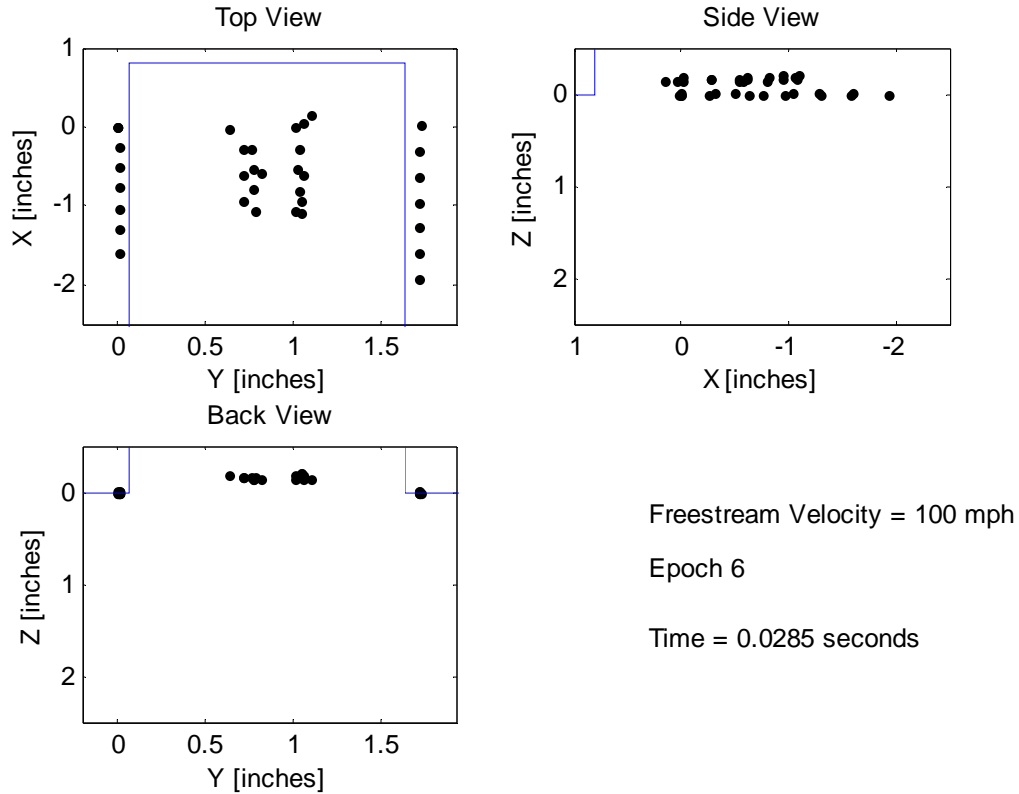 Top View
1
0
-1
-2
X [inches]
0 0.5 1 1.5
Y [inches]
Side View
0
1
2
Z [inches]
1 0 -1 -2
X [inches]
Back View
0
1
2
Z [inches]
0 0.5 1 1.5
Y [inches]
Freestream Velocity = 100 mph
Epoch 6
Time = 0.0285 seconds